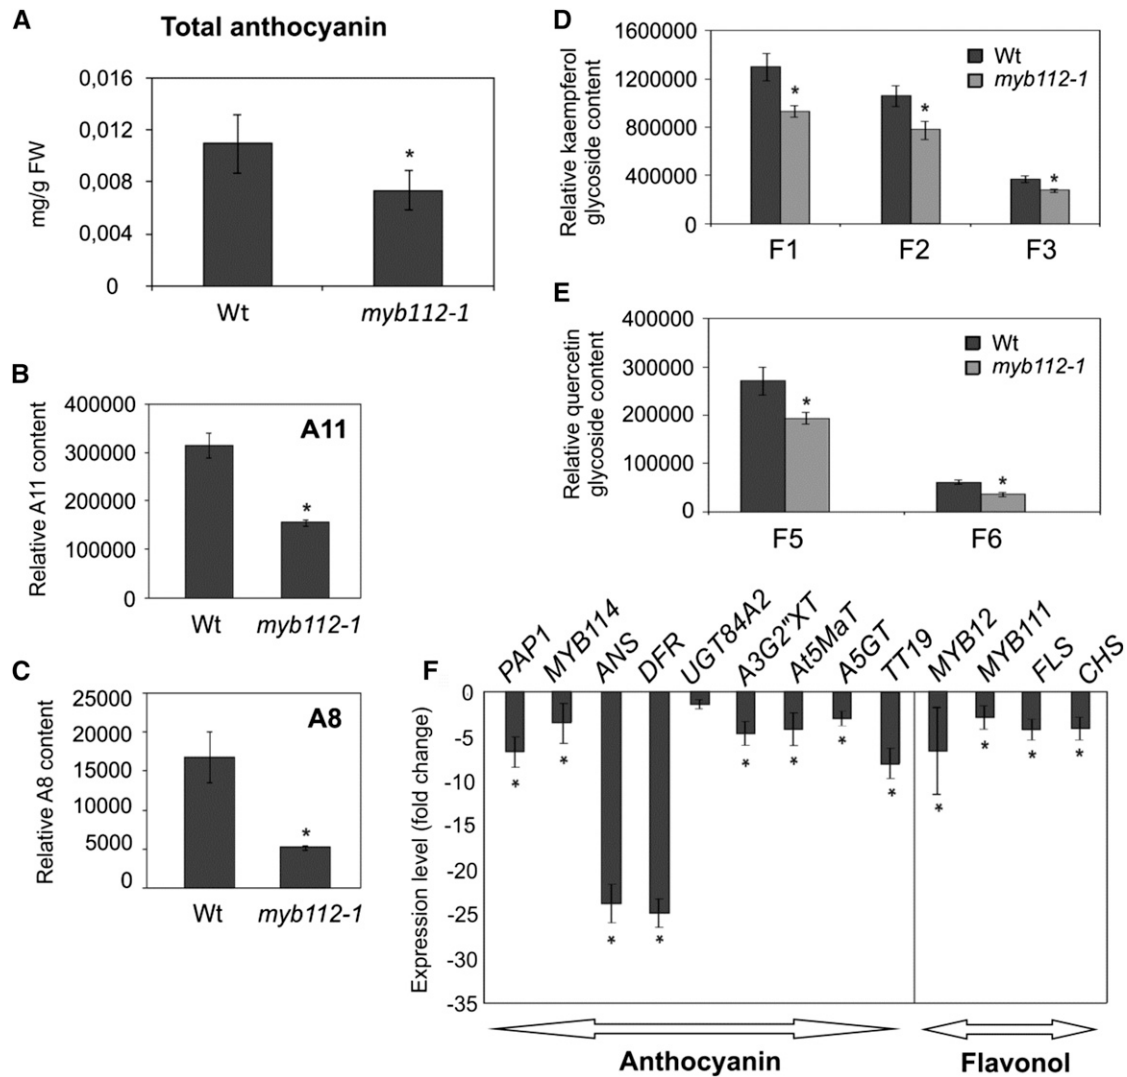 A
Total anthocyanin
0,016
0,012
0,008
0,004
0
mg/g FW
*
Wt
myb112-1
B
400000
300000
200000
100000
0
Relative A11 content
A11
*
Wt
myb112-1
C
25000
20000
15000
10000
5000
0
Relative A8 content
A8
*
Wt
myb112-1
D
1600000
1200000
800000
400000
0
Relative kaempferol
glycoside content
Wt
myb112-1
*
*
*
F1
F2
F3
E
400000
300000
200000
100000
0
Relative quercetin
glycoside content
Wt
myb112-1
*
*
F5
F6
F
PAP1
MYB114
ANS
DFR
UGT84A2
A3G2"XT
At5MaT
A5GT
TT19
MYB12
MYB111
FLS
CHS
0
-5
-10
-15
-20
-25
-30
-35
Expression level (fold change)
*
*
*
*
*
*
*
*
*
*
*
*
Anthocyanin
Flavonol